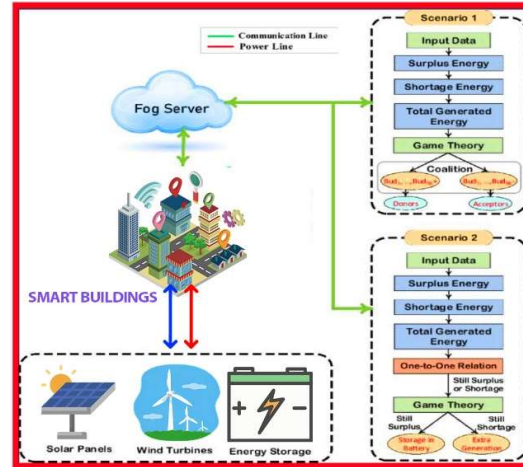 Communication Line
Power Line
Fog Server
SMART BUILDINGS
Solar Panels
Wind Turbines
Energy Storage
Scenario 1
Input Data
Surplus Energy
Shortage Energy
Total Generated
Energy
Game Theory
Coalition
Donors
Acceptors
Scenario 2
Input Data
Surplus Energy
Shortage Energy
Total Generated
Energy
One-to-One Relation
Still Surplus
or Shortage
Game Theory
Still
Surplus
Still
Shortage
Storage in
Battery
Extra
Generation